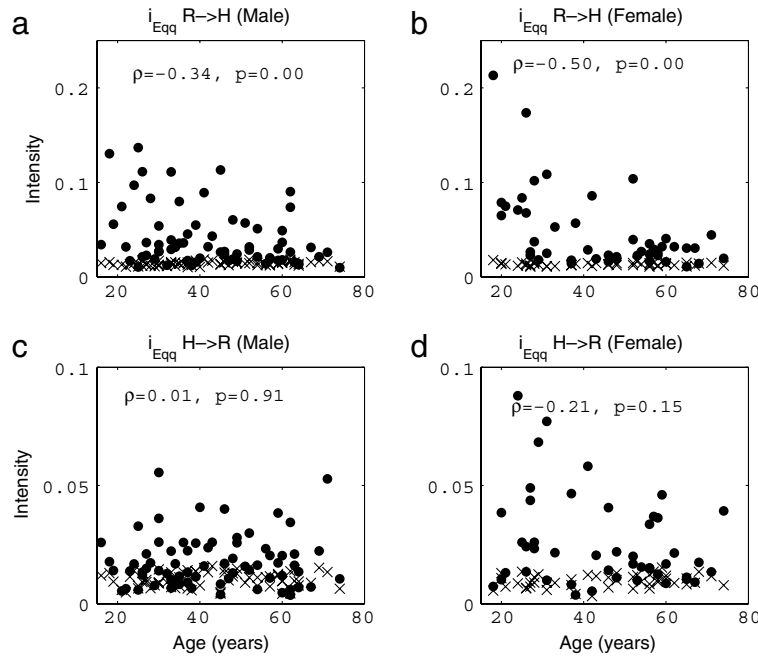 a
i_Eqq R−>H (Male)
ρ=−0.34, p=0.00
Intensity
0.2
0.1
0
20 40 60 80
b
i_Eqq R−>H (Female)
ρ=−0.50, p=0.00
0.2
0.1
0
20 40 60 80
c
i_Eqq H−>R (Male)
ρ=0.01, p=0.91
Intensity
0.1
0.05
0
20 40 60 80
Age (years)
d
i_Eqq H−>R (Female)
ρ=−0.21, p=0.15
0.1
0.05
0
20 40 60 80
Age (years)